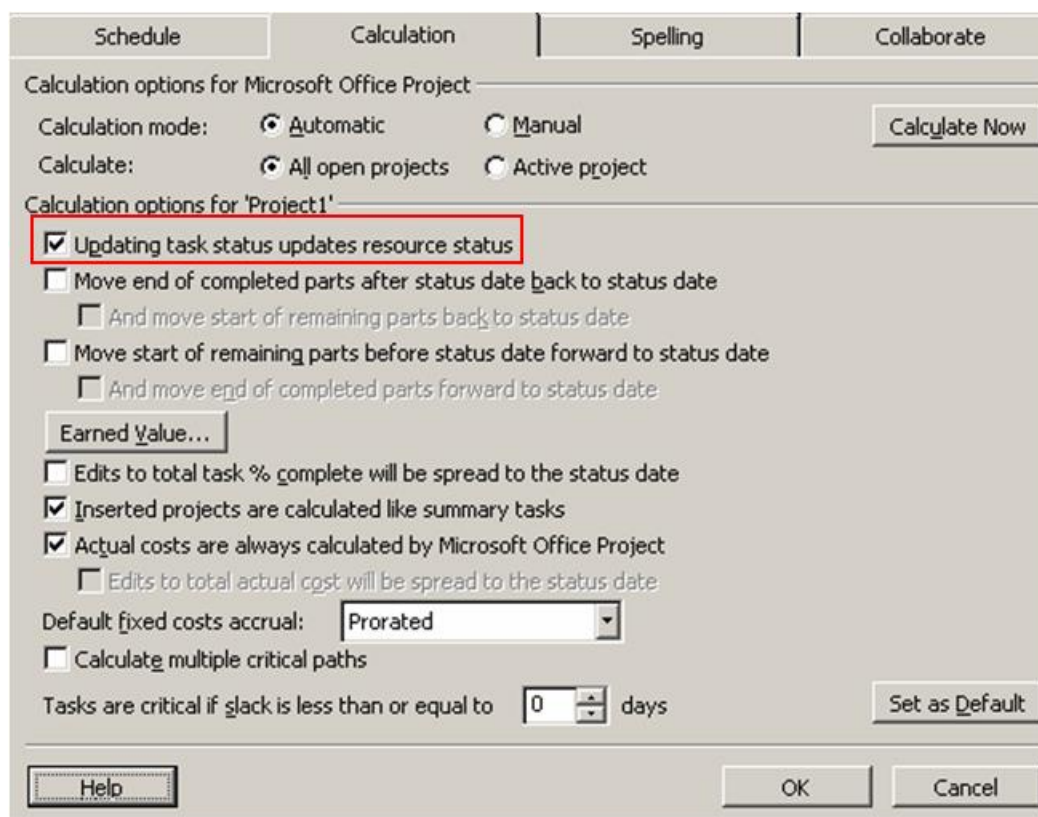 Schedule Calculation Spelling Collaborate
Calculation options for Microsoft Office Project
Calculation mode: Automatic Manual Calculate Now
Calculate: All open projects Active project
Calculation options for 'Project1'
Updating task status updates resource status
Move end of completed parts after status date back to status date
And move start of remaining parts back to status date
Move start of remaining parts before status date forward to status date
And move end of completed parts forward to status date
Earned Value...
Edits to total task % complete will be spread to the status date
Inserted projects are calculated like summary tasks
Actual costs are always calculated by Microsoft Office Project
Edits to total actual cost will be spread to the status date
Default fixed costs accrual: Prorated
Calculate multiple critical paths
Tasks are critical if slack is less than or equal to 0 days Set as Default
Help OK Cancel